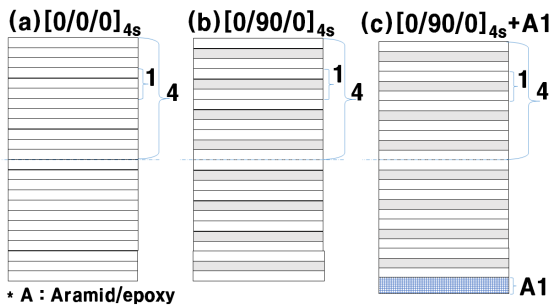 (a)[0/0/0]4s
(b)[0/90/0]4s
(c)[0/90/0]4s+A1
1
4
1
4
1
4
A1
* A : Aramid/epoxy